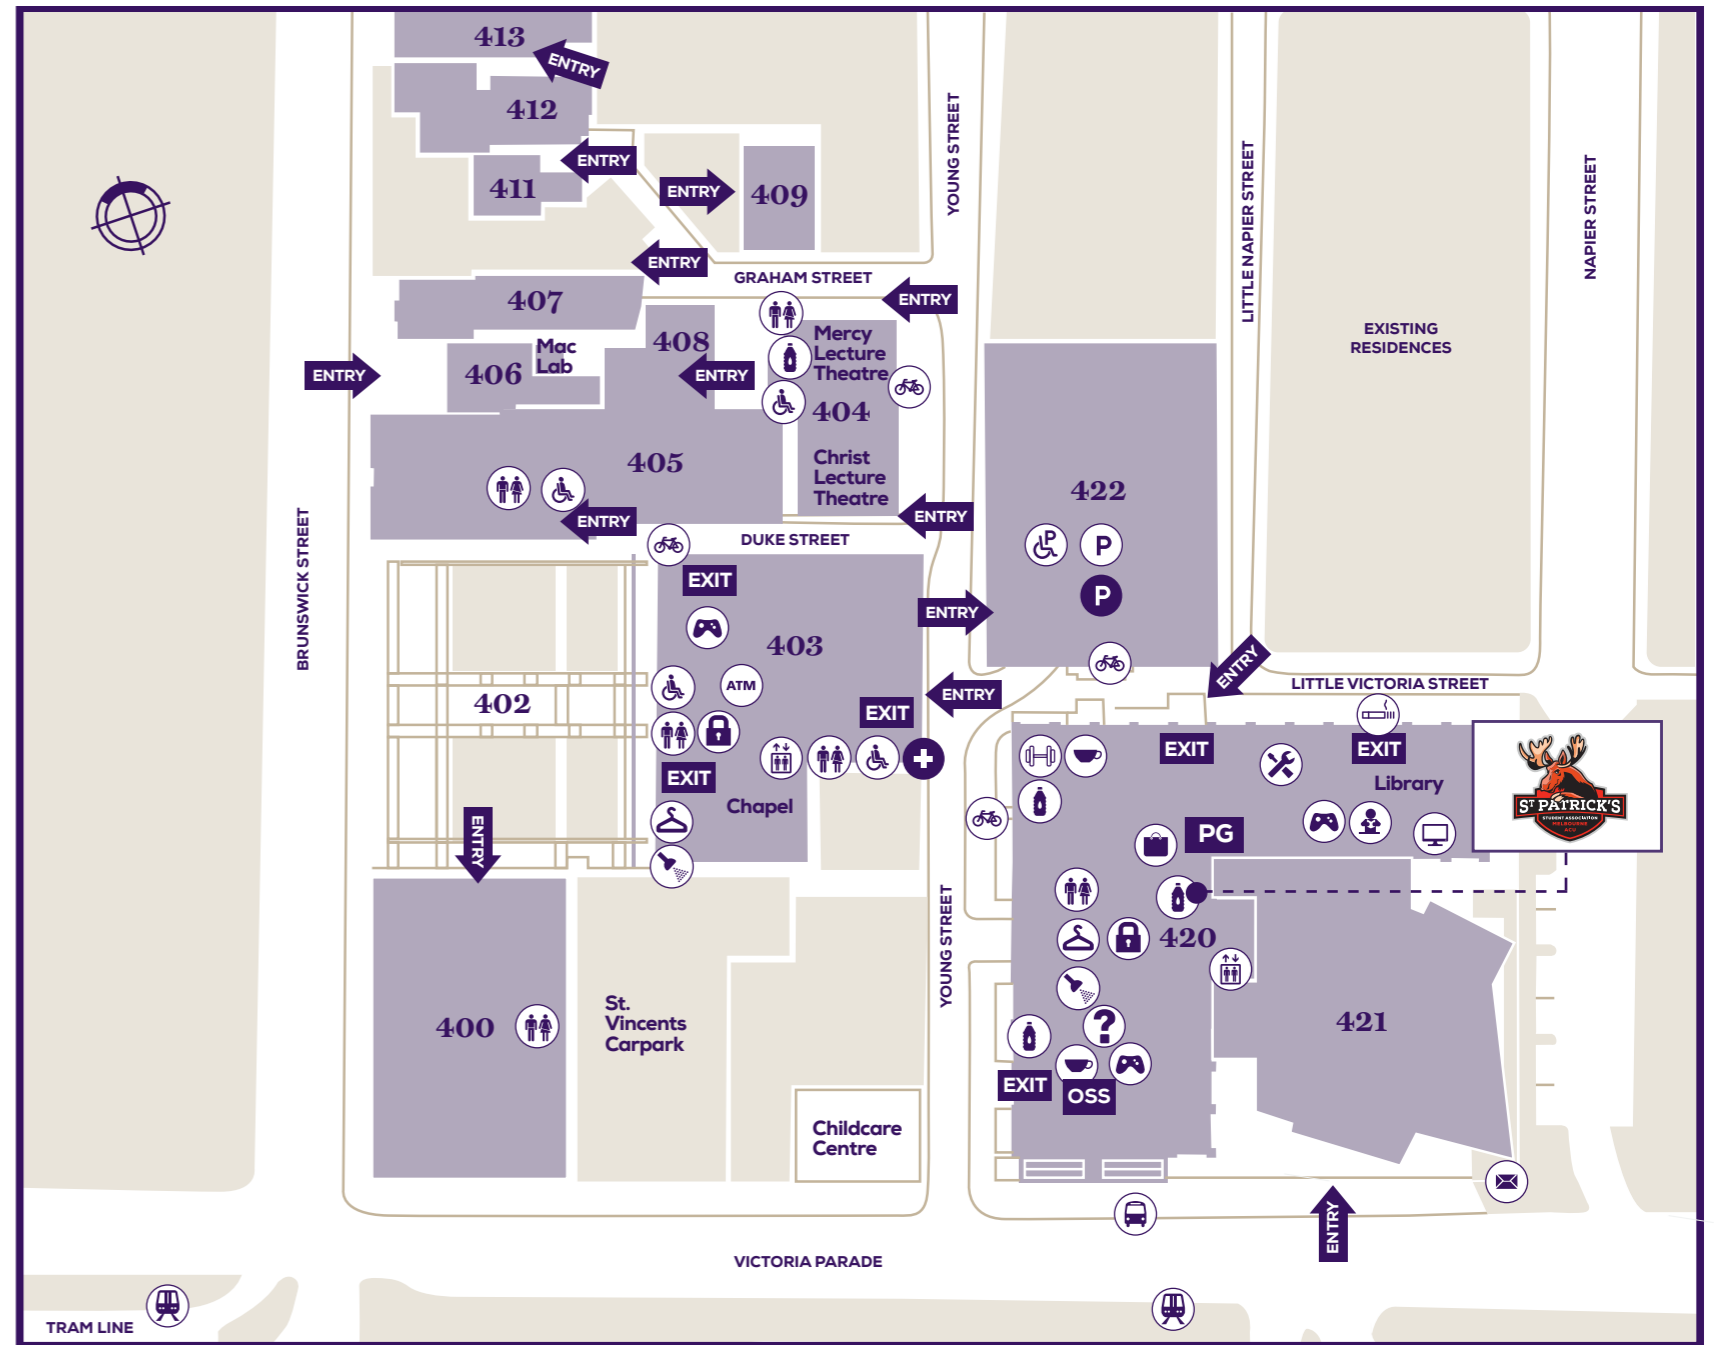 413
ENTRY
412
ENTRY
411
ENTRY
409
YOUNG STREET
LITTLE NAPIER STREET
NAPIER STREET
ENTRY
GRAHAM STREET
ENTRY
407
408
Mac
Lab
406
ENTRY
ENTRY
Mercy
Lecture
Theatre
404
Christ
Lecture
Theatre
EXISTING
RESIDENCES
405
ENTRY
ENTRY
DUKE STREET
422
P
P
P
BRUNSWICK STREET
EXIT
403
ENTRY
ATM
402
ENTRY
EXIT
EXIT
Chapel
ENTRY
LITTLE VICTORIA STREET
EXIT
EXIT
Library
ST PATRICK'S
STUDENT ASSOCIATION
MELBOURNE
ACU
PG
ENTRY
420
YOUNG STREET
400
St.
Vincents
Carpark
421
?
EXIT
OSS
Childcare
Centre
ENTRY
VICTORIA PARADE
TRAM LINE